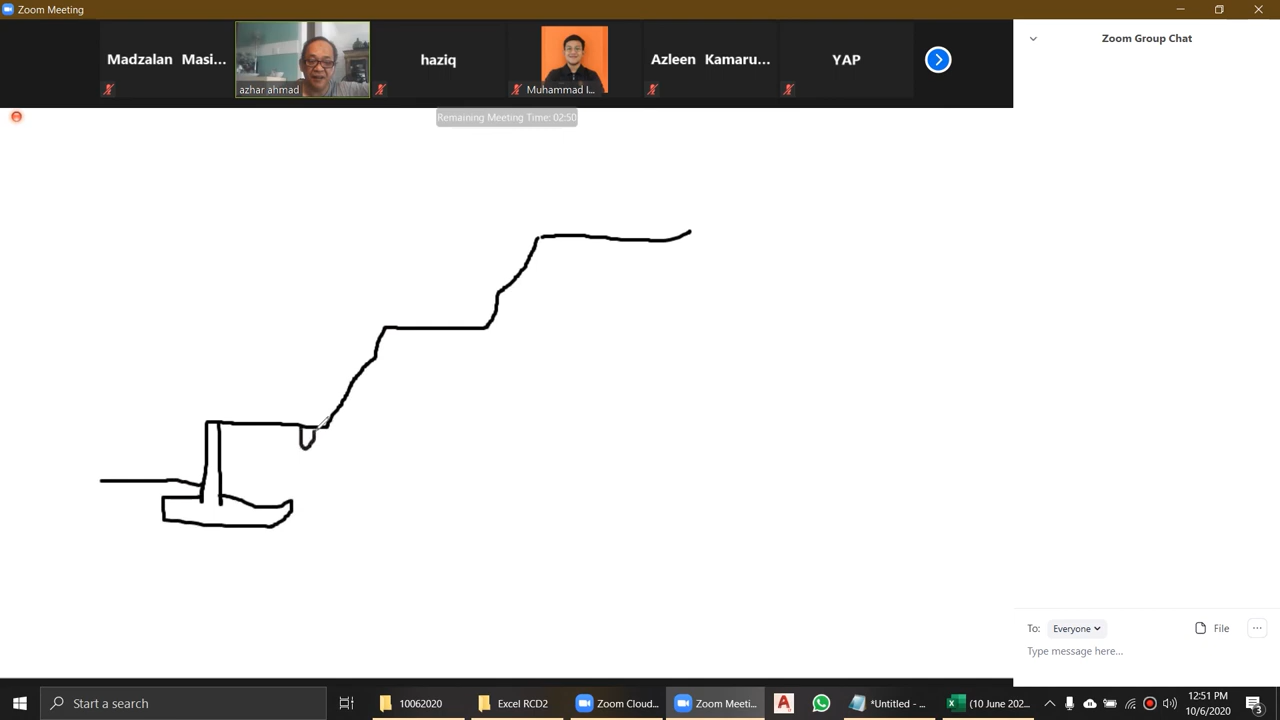 Zoom Meeting
Madzalan Masi...
azhar ahmad
haziq
Muhammad I...
Azleen Kamaru...
YAP
Remaining Meeting Time: 02:50
Zoom Group Chat
To: Everyone
File
...
Type message here...
Start a search
10062020
Excel RCD2
Zoom Cloud...
Zoom Meeti...
*Untitled - ...
(10 June 202...
12:51 PM
10/6/2020
3